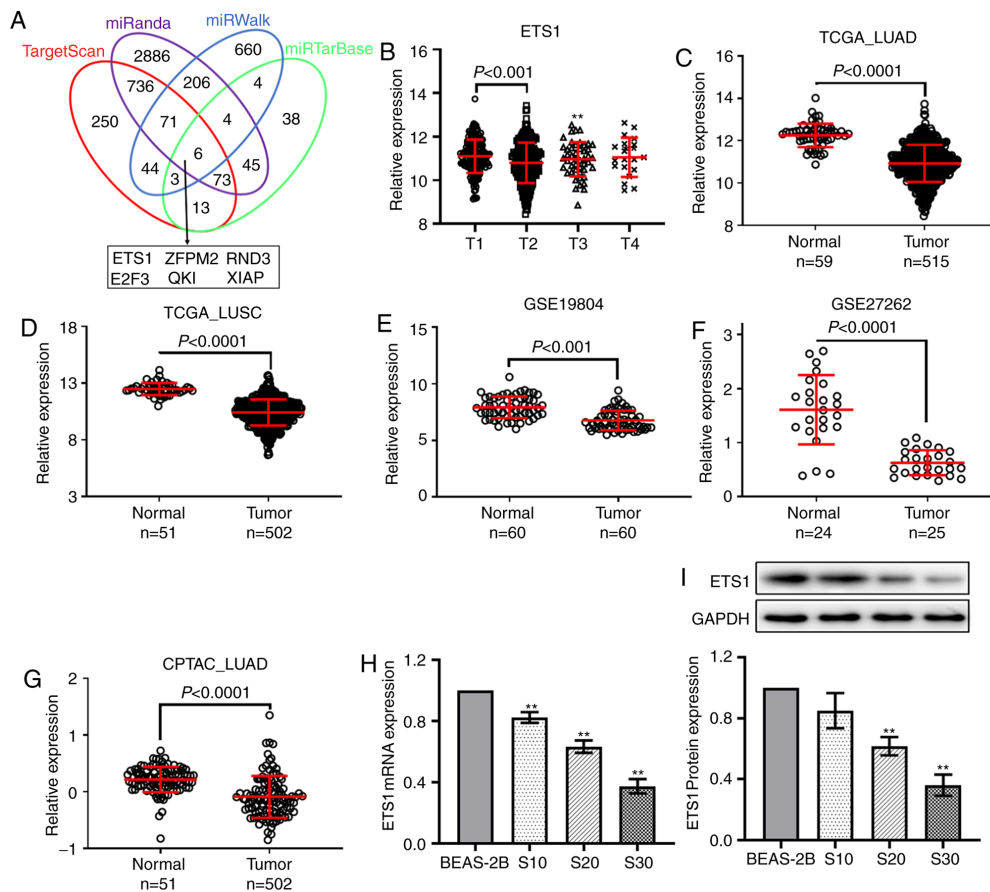 A
TargetScan
miRanda
miRWalk
miRTarBase
2886
660
736
206
4
250
71
4
38
6
44
3
73
45
13
ETS1 ZFPM2 RND3
E2F3 QKI XIAP
B
ETS1
P<0.001
**
Relative expression
16
14
12
10
8
T1 T2 T3 T4
C
TCGA_LUAD
P<0.0001
Relative expression
16
14
12
10
8
Normal Tumor
n=59 n=515
D
TCGA_LUSC
P<0.0001
Relative expression
18
13
8
3
Normal Tumor
n=51 n=502
E
GSE19804
P<0.001
Relative expression
15
10
5
0
Normal Tumor
n=60 n=60
F
GSE27262
P<0.0001
Relative expression
3
2
1
0
Normal Tumor
n=24 n=25
G
CPTAC_LUAD
P<0.0001
Relative expression
2
1
0
−1
Normal Tumor
n=51 n=502
H
ETS1 mRNA expression
1.2
0.8
0.4
0.0
**
**
**
BEAS-2B S10 S20 S30
I
ETS1
GAPDH
ETS1 Protein expression
1.2
0.8
0.4
0.0
**
**
BEAS-2B S10 S20 S30